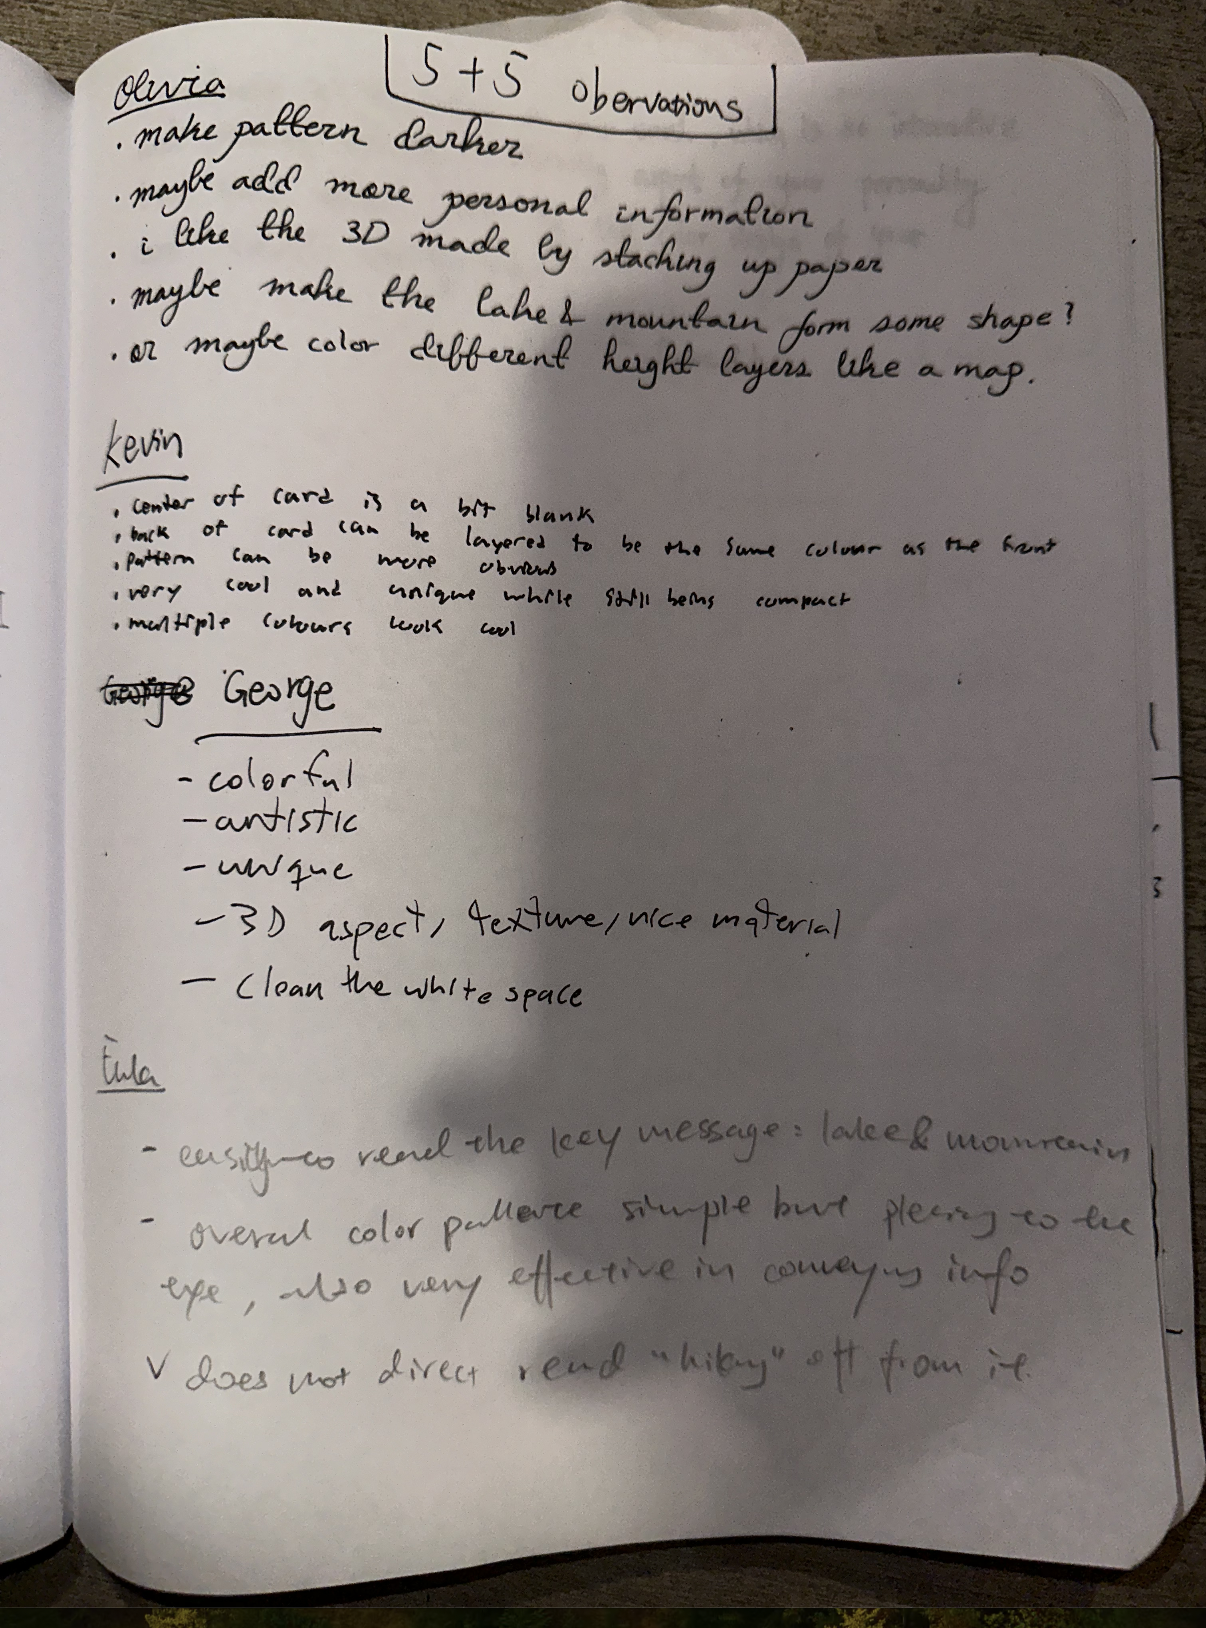 5+5 obervations
Olivia
. make pattern darker
. maybe add more personal information
. i like the 3D made by stacking up paper
. maybe make the lake & mountain form some shape?
. or maybe color different height layers like a map.
Kevin
. center of card is a bit blank
. back of card can be layered to be the same colour as the front
. pattern can be more obvious
. very cool and unique while still being compact
. multiple colours look cool
George George
- colorful
- artistic
- unique
- 3D aspect, texture, nice material
- clean the white space
- easily to read the key message: lake & mountains
- overall color simple but pleasing to the
eye, also very effective in conveying info
V does not direct read "hiking" off from it.